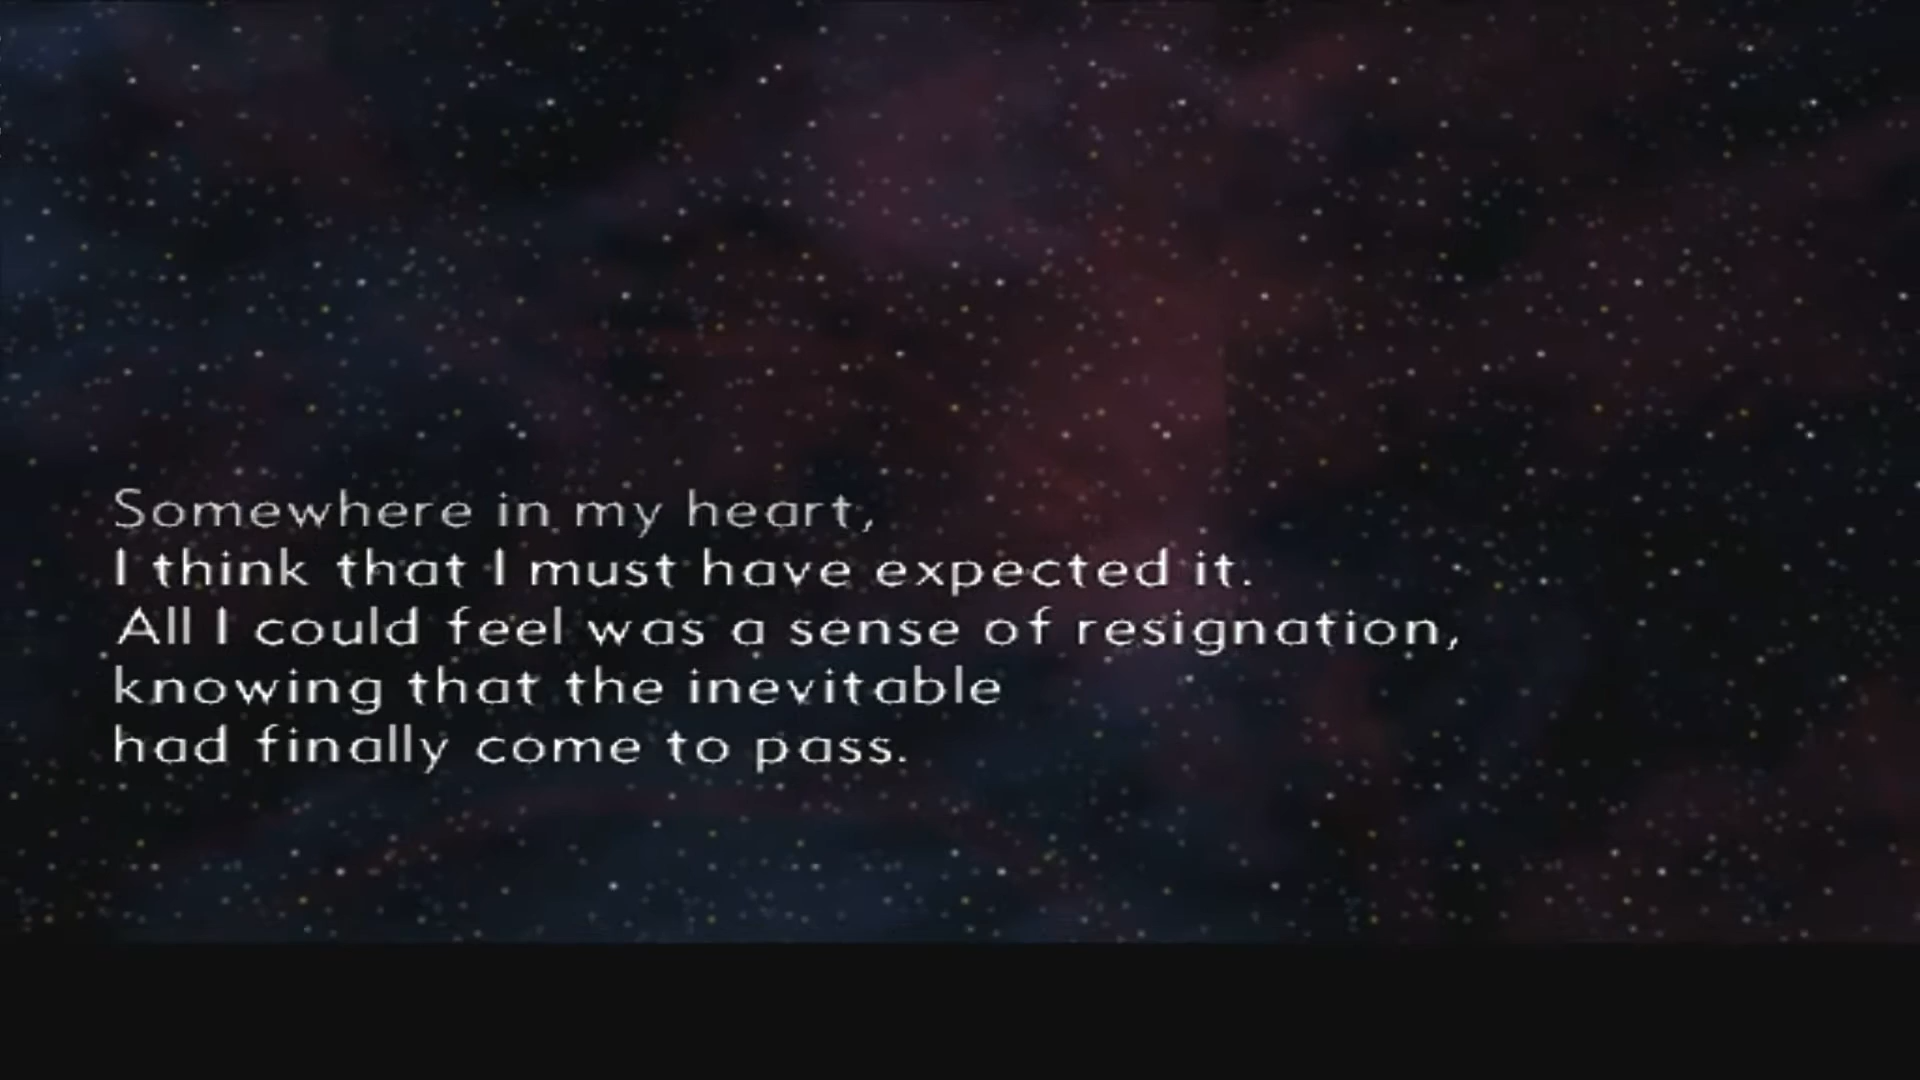 Somewhere in my heart,
I think that I must have expected it.
All I could feel was a sense of resignation,
knowing that the inevitable
had finally come to pass.